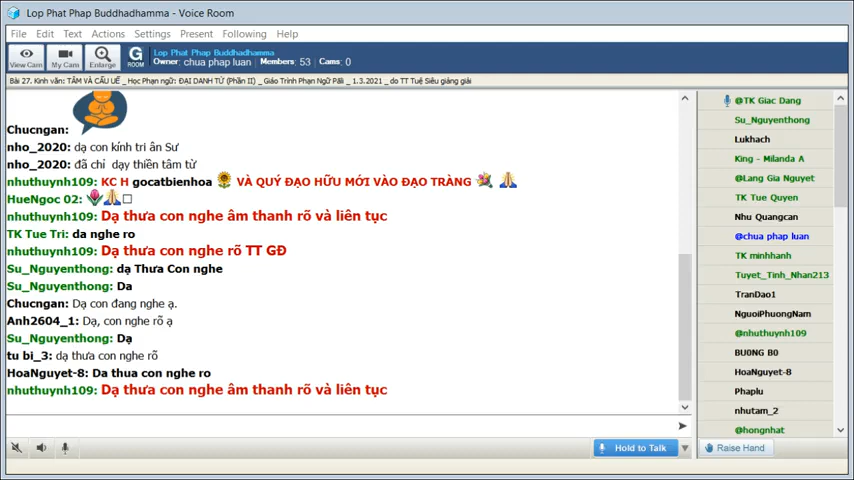 Lop Phat Phap Buddhadhamma - Voice Room
File Edit Text Actions Settings Present Following Help
View Cam My Cam Enlarge G ROOM
Lop Phat Phap Buddhadhamma
Owner: chua phap luan Members: 53 Cams: 0
Bài 27. Kinh văn: TÂM VÀ CẤU UẾ _ Học Phạn ngữ: ĐẠI DANH TỪ (Phần II) _ Giáo Trình Phạn Ngữ Pāli _ 1.3.2021 _ do TT Tuệ Siêu giảng giải
Chucngan:
nho_2020: dạ con kính tri ân Sư
nho_2020: đã chỉ dạy thiền tâm từ
nhuthuynh109: KC H gocatbienhoa VÀ QUÝ ĐẠO HỮU MỚI VÀO ĐẠO TRÀNG
HueNgoc 02:
nhuthuynh109: Dạ thưa con nghe âm thanh rõ và liên tục
TK Tue Tri: da nghe ro
nhuthuynh109: Dạ thưa con nghe rõ TT GĐ
Su_Nguyenthong: dạ Thưa Con nghe
Su_Nguyenthong: Da
Chucngan: Dạ con đang nghe ạ.
Anh2604_1: Dạ, con nghe rõ ạ
Su_Nguyenthong: Dạ
tu bi_3: dạ thưa con nghe rõ
HoaNguyet-8: Da thua con nghe ro
nhuthuynh109: Dạ thưa con nghe âm thanh rõ và liên tục
@TK Giac Dang
Su_Nguyenthong
Lukhach
King - Milanda A
@Lang Gia Nguyet
TK Tue Quyen
Nhu Quangcan
@chua phap luan
TK minhhanh
Tuyet_Tinh_Nhan213
TranDao1
NguoiPhuongNam
@nhuthuynh109
BU0NG B0
HoaNguyet-8
Phaplu
nhutam_2
@hongnhat
Hold to Talk
Raise Hand